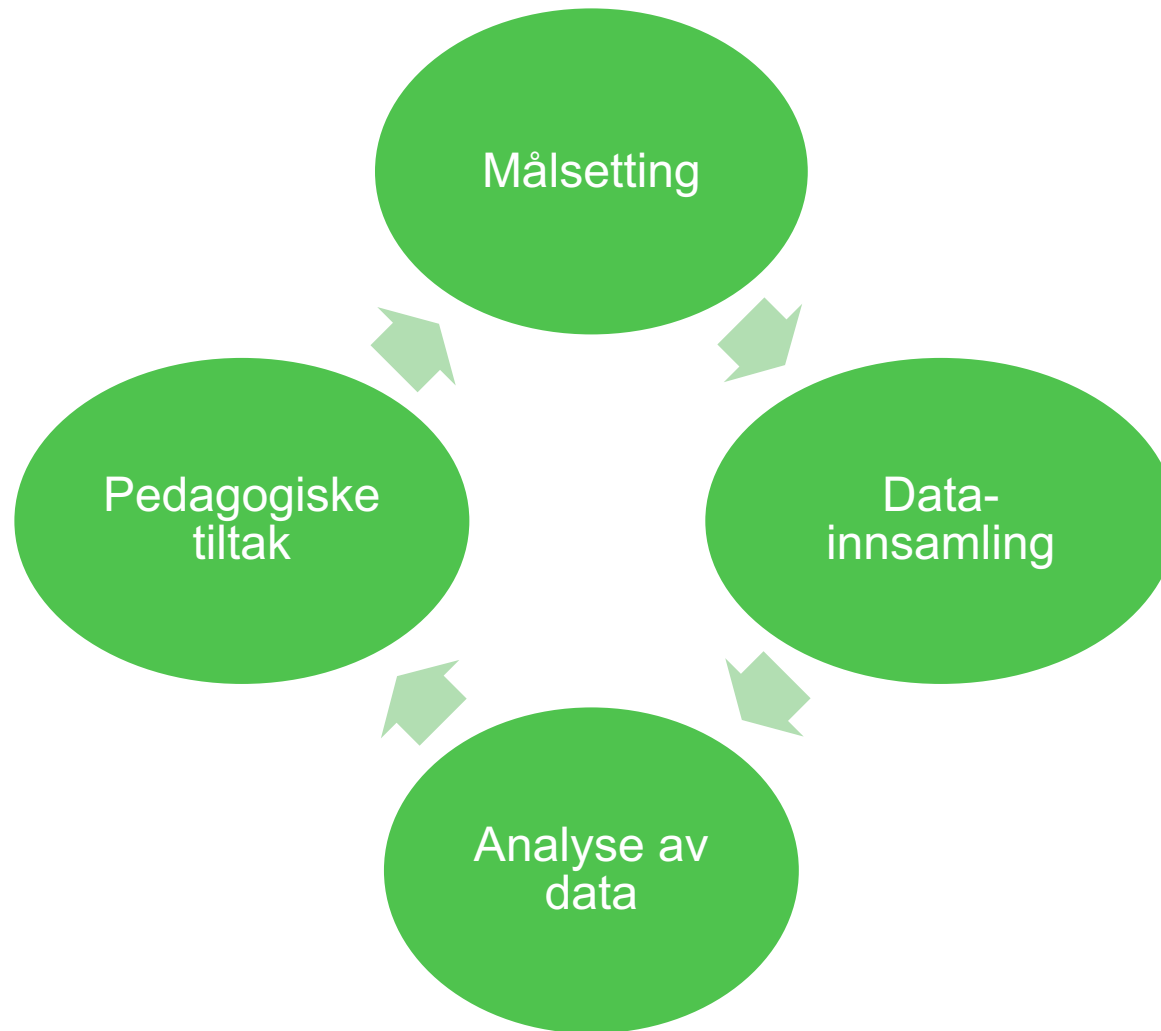 Målsetting
Pedagogiske
tiltak
Data-
innsamling
Analyse av
data